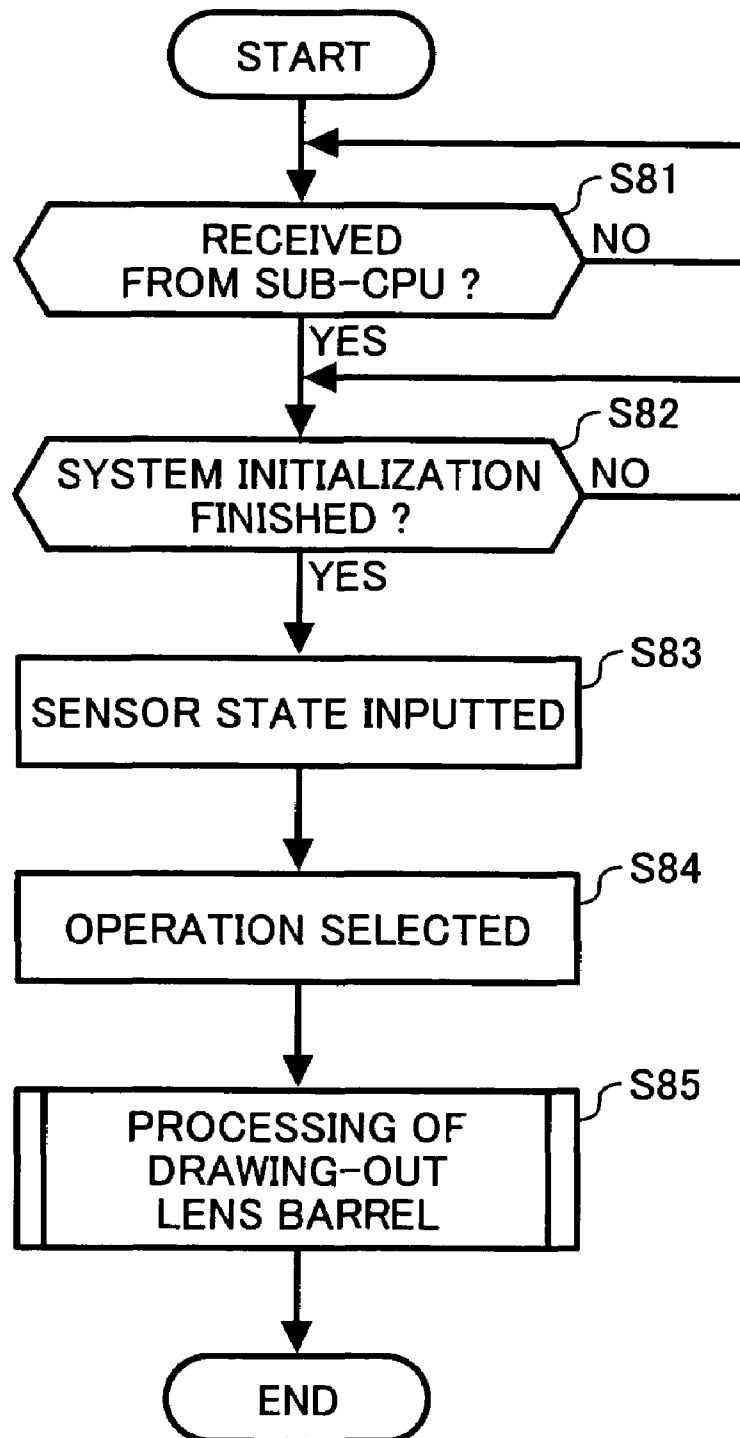 START
S81
RECEIVED
FROM SUB-CPU ?
NO
YES
S82
SYSTEM INITIALIZATION
FINISHED ?
NO
YES
S83
SENSOR STATE INPUTTED
S84
OPERATION SELECTED
S85
PROCESSING OF
DRAWING-OUT
LENS BARREL
END